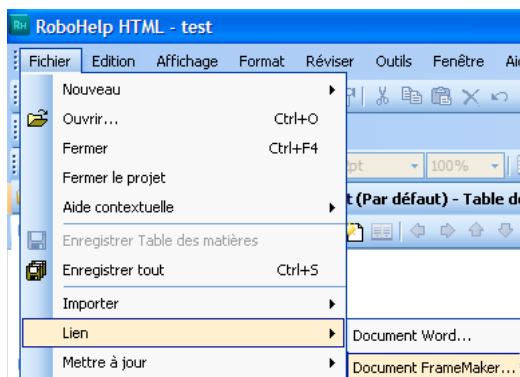 RoboHelp HTML - test
Fichier Edition Affichage Format Réviser Outils Fenêtre
Nouveau
Ouvrir... Ctrl+O
Fermer Ctrl+F4
Fermer le projet
100%
Aide contextuelle
t (Par défaut) - Table d
Enregistrer Table des matières
Enregistrer tout Ctrl+S
Importer
Lien
Document Word...
Mettre à jour
Document FrameMaker...